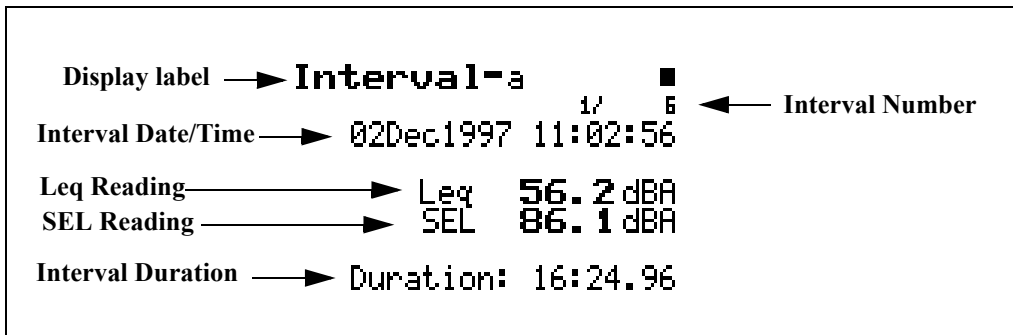 Display label Interval-a
1/ 6 Interval Number
Interval Date/Time 02Dec1997 11:02:56
Leq Reading Leq 56.2 dBA
SEL Reading SEL 86.1 dBA
Interval Duration Duration: 16:24.96